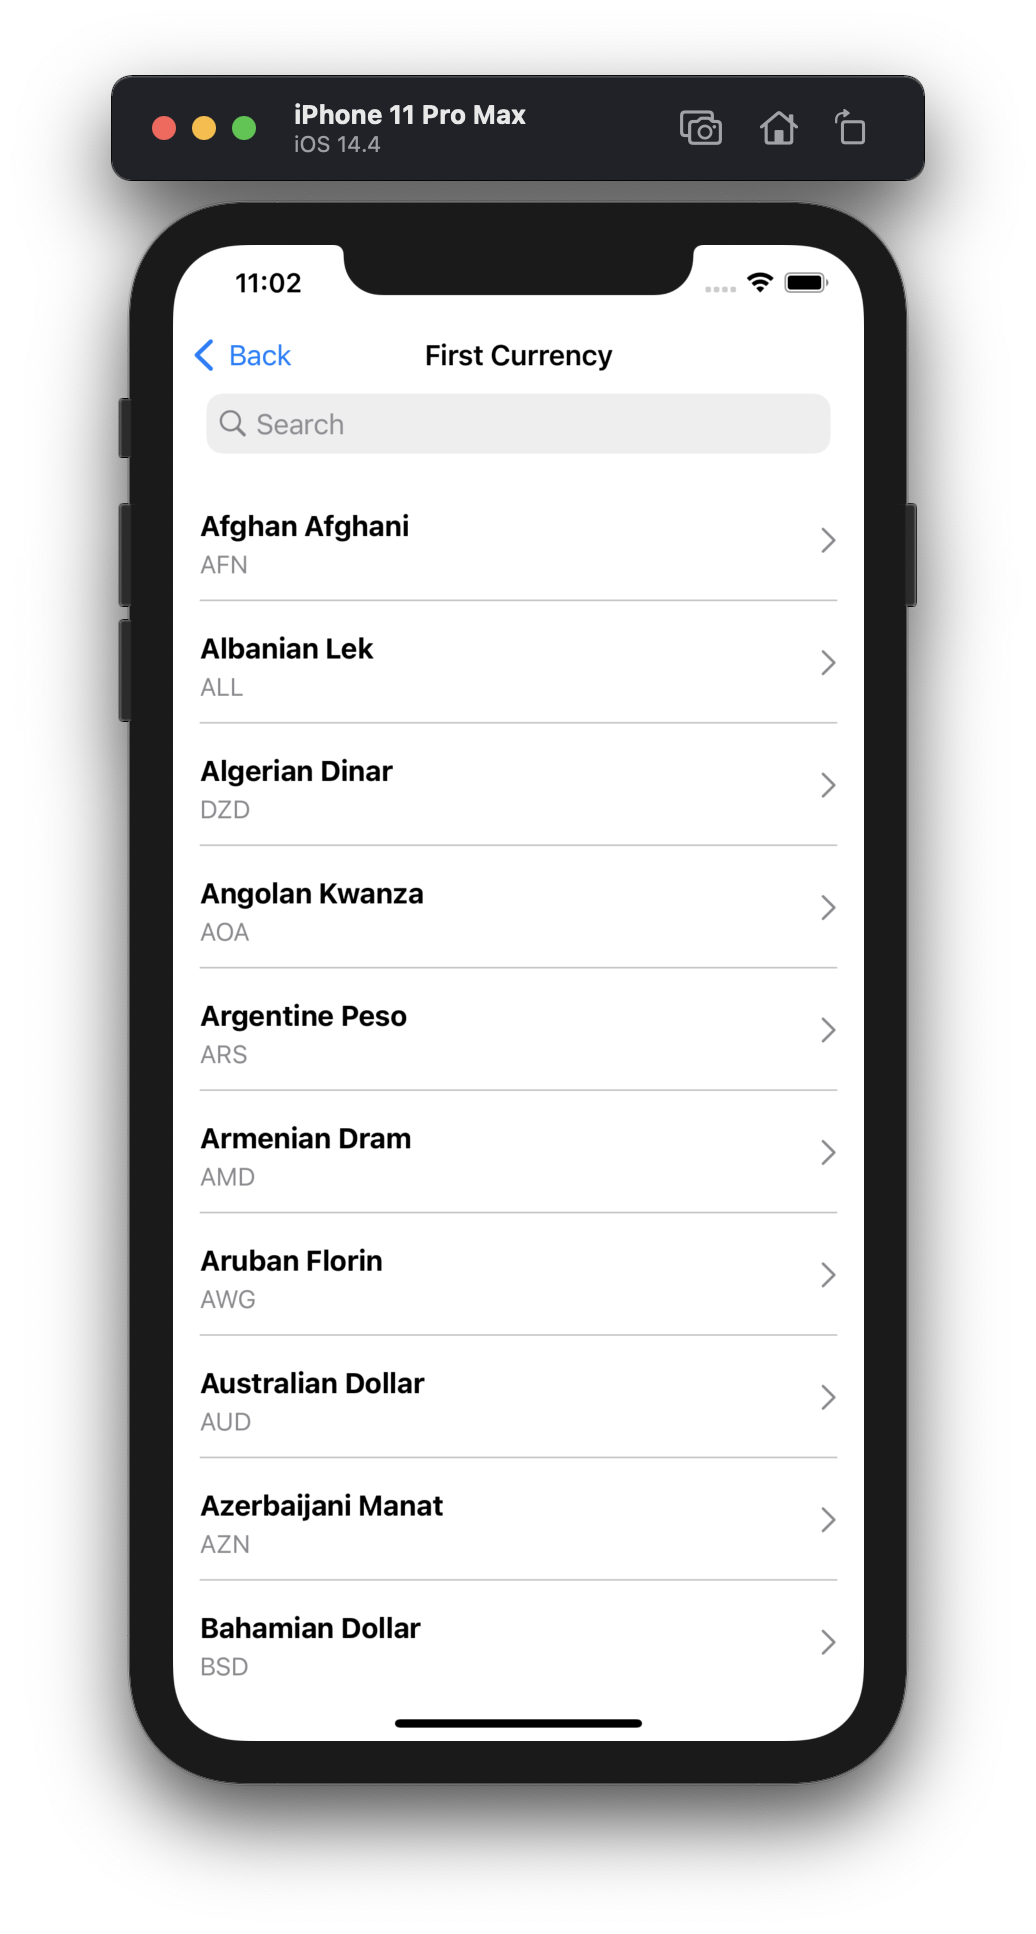 iPhone 11 Pro Max
iOS 14.4
11:02
Back
First Currency
Search
Afghan Afghani
AFN
Albanian Lek
ALL
Algerian Dinar
DZD
Angolan Kwanza
AOA
Argentine Peso
ARS
Armenian Dram
AMD
Aruban Florin
AWG
Australian Dollar
AUD
Azerbaijani Manat
AZN
Bahamian Dollar
BSD